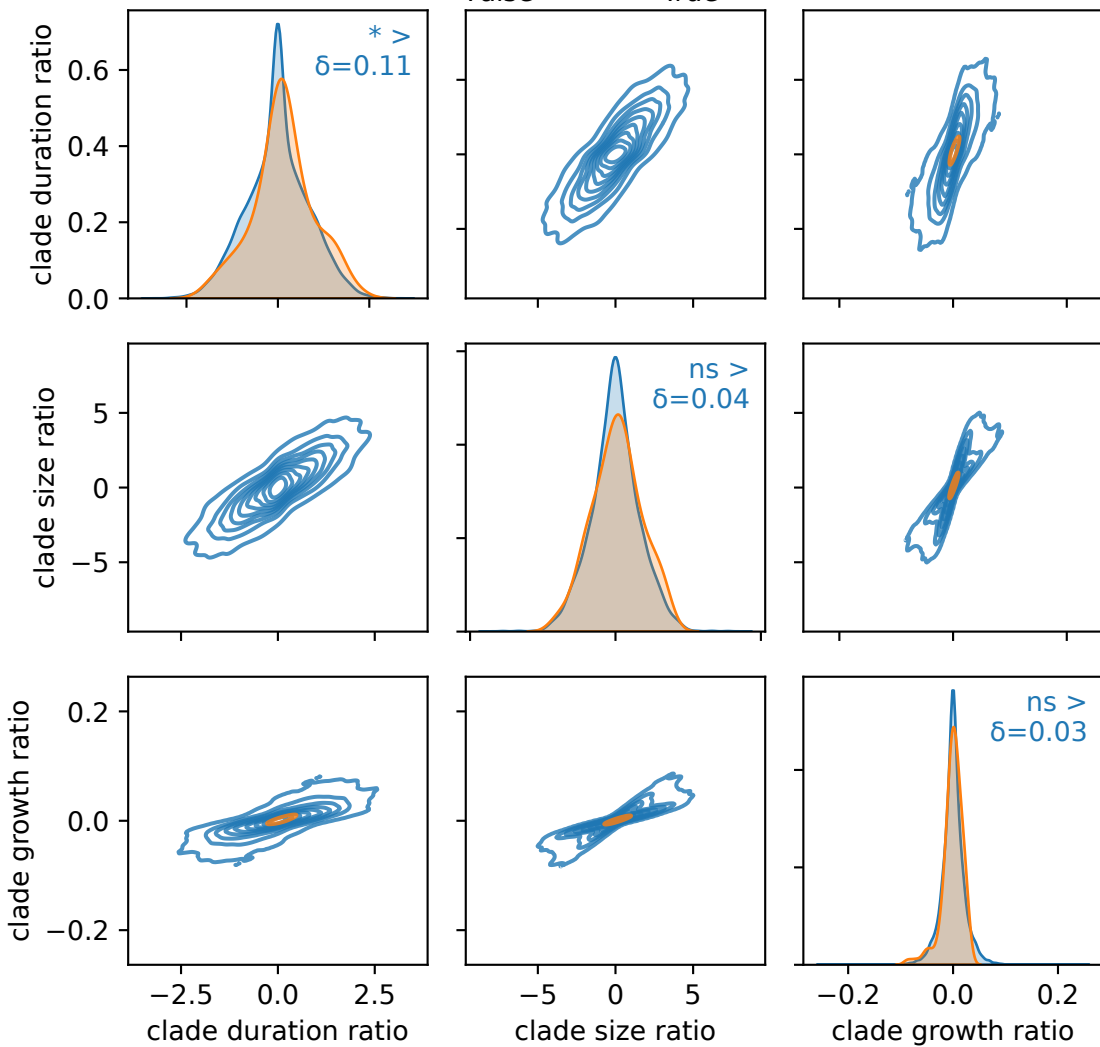 True
clade duration ratio
0.6
0.4
0.2
0.0
* >
δ=0.11
clade size ratio
5
0
−5
ns >
δ=0.04
clade growth ratio
0.2
0.0
−0.2
ns >
δ=0.03
−2.5 0.0 2.5
−5 0 5
−0.2 0.0 0.2
clade duration ratio
clade size ratio
clade growth ratio